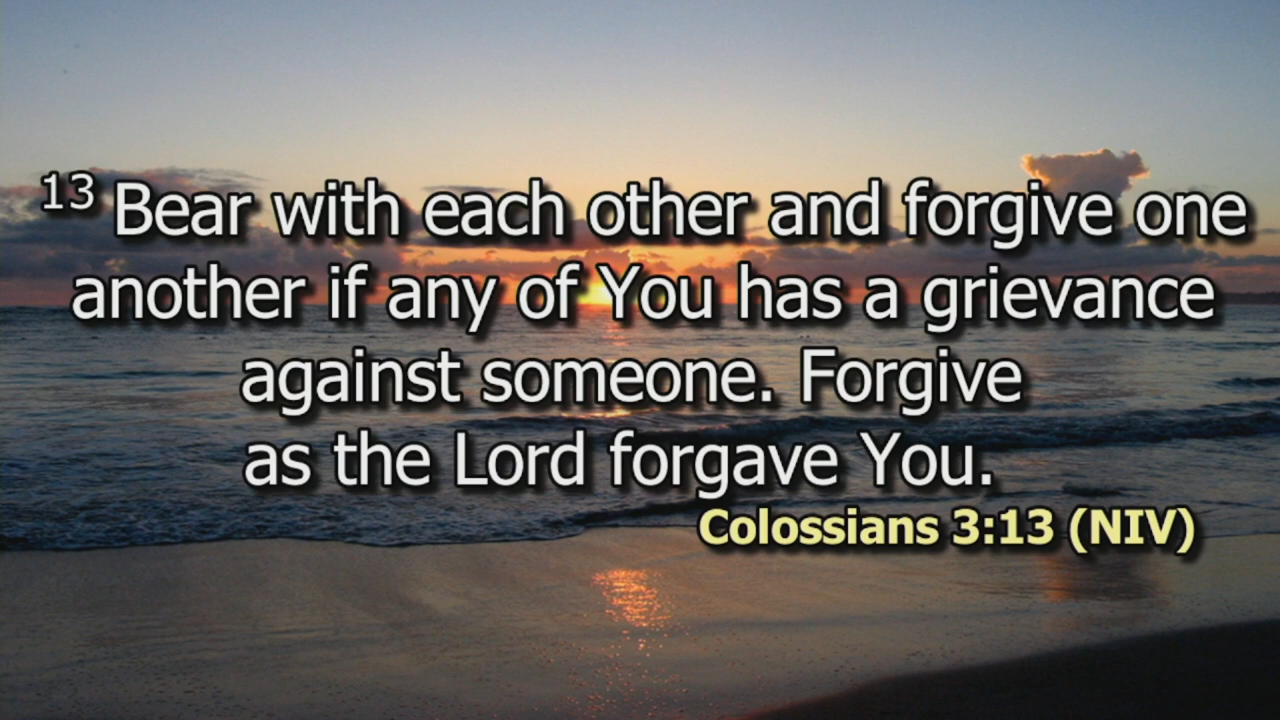 13 Bear with each other and forgive one
another if any of You has a grievance
against someone. Forgive
as the Lord forgave You.
Colossians 3:13 (NIV)